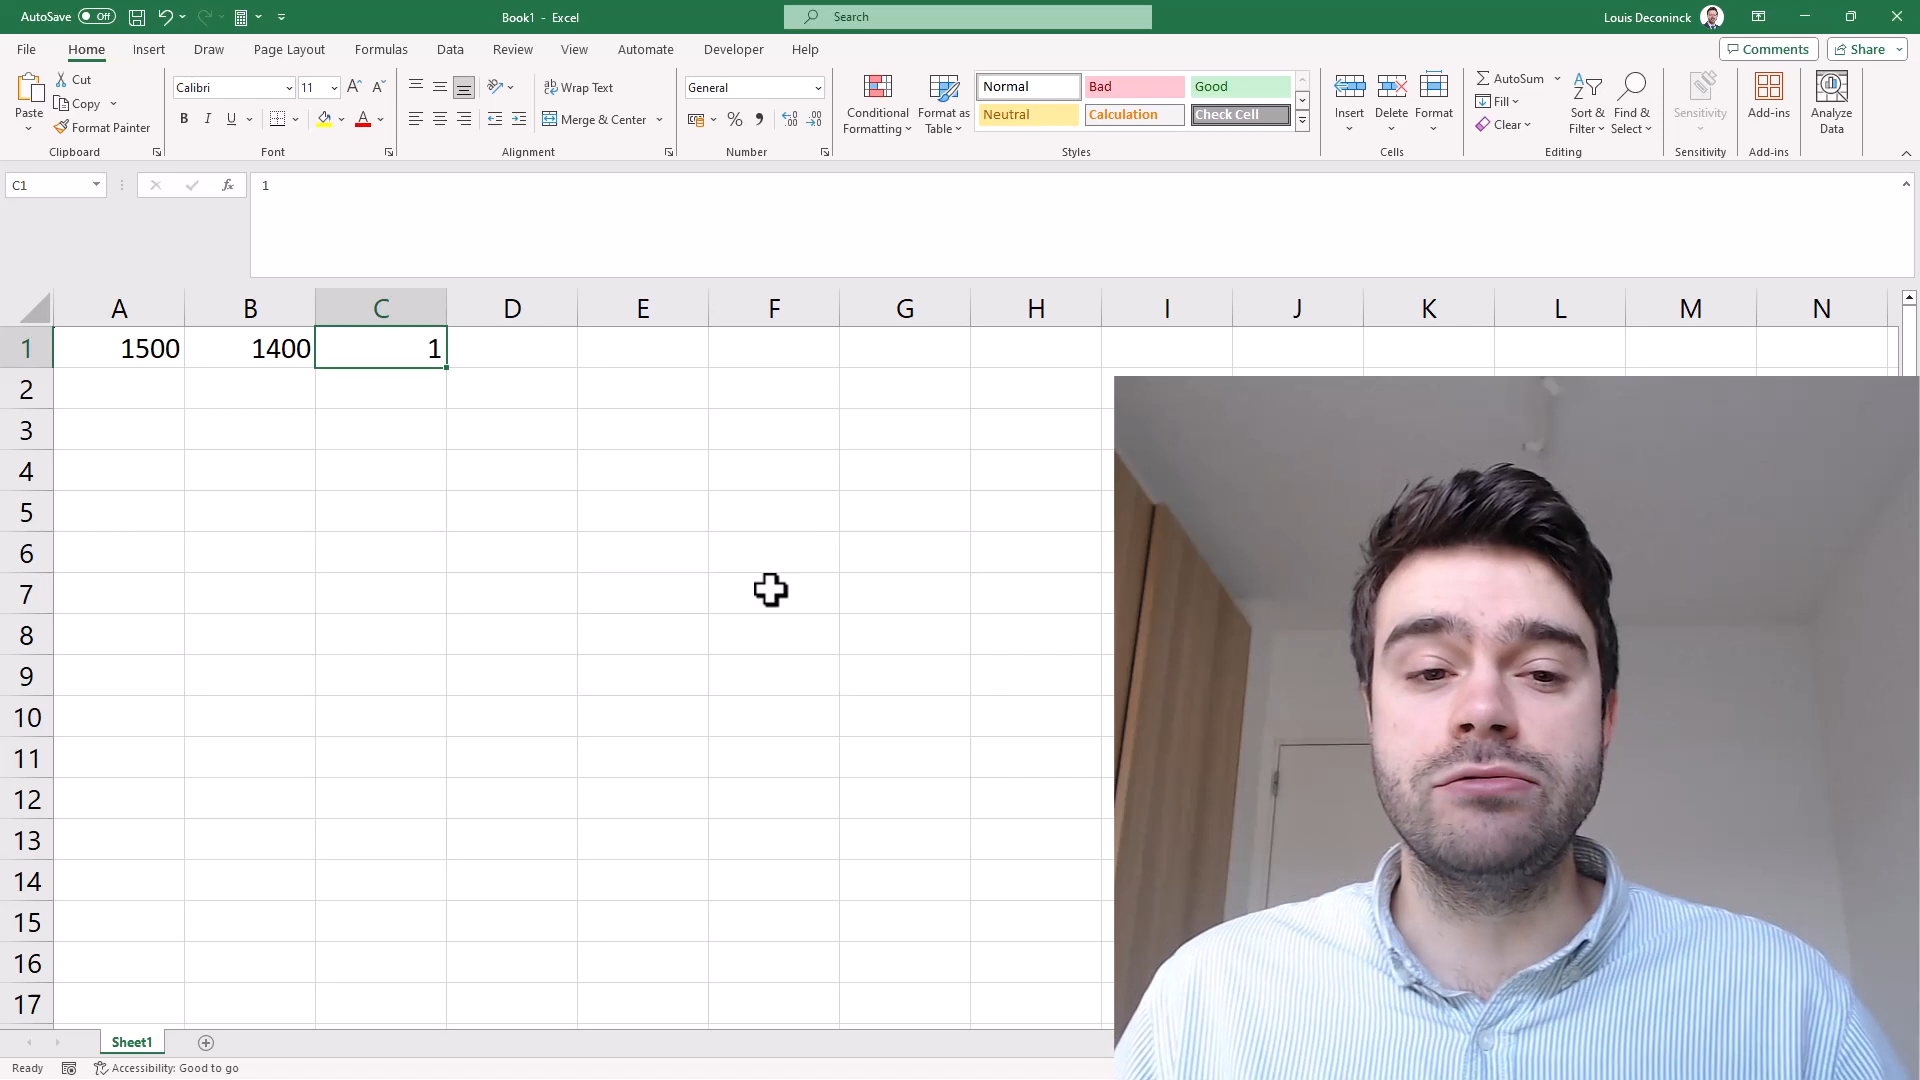 AutoSave Off
Book1 - Excel
Search
Louis Deconinck
File Home Insert Draw Page Layout Formulas Data Review View Automate Developer Help
Comments Share
Paste
Cut
Copy
Format Painter
Clipboard
Calibri 11
B I U
Font
Wrap Text
Merge & Center
Alignment
General
Number
Conditional Formatting
Format as Table
Normal Bad Good
Neutral Calculation Check Cell
Styles
Insert Delete Format
Cells
AutoSum
Fill
Clear
Sort & Filter
Find & Select
Editing
Sensitivity
Sensitivity
Add-ins
Add-ins
Analyze Data
C1 fx 1
A B C D E F G H I J K L M N
1 1500 1400 1
2
3
4
5
6
7
8
9
10
11
12
13
14
15
16
17
Sheet1
Ready Accessibility: Good to go